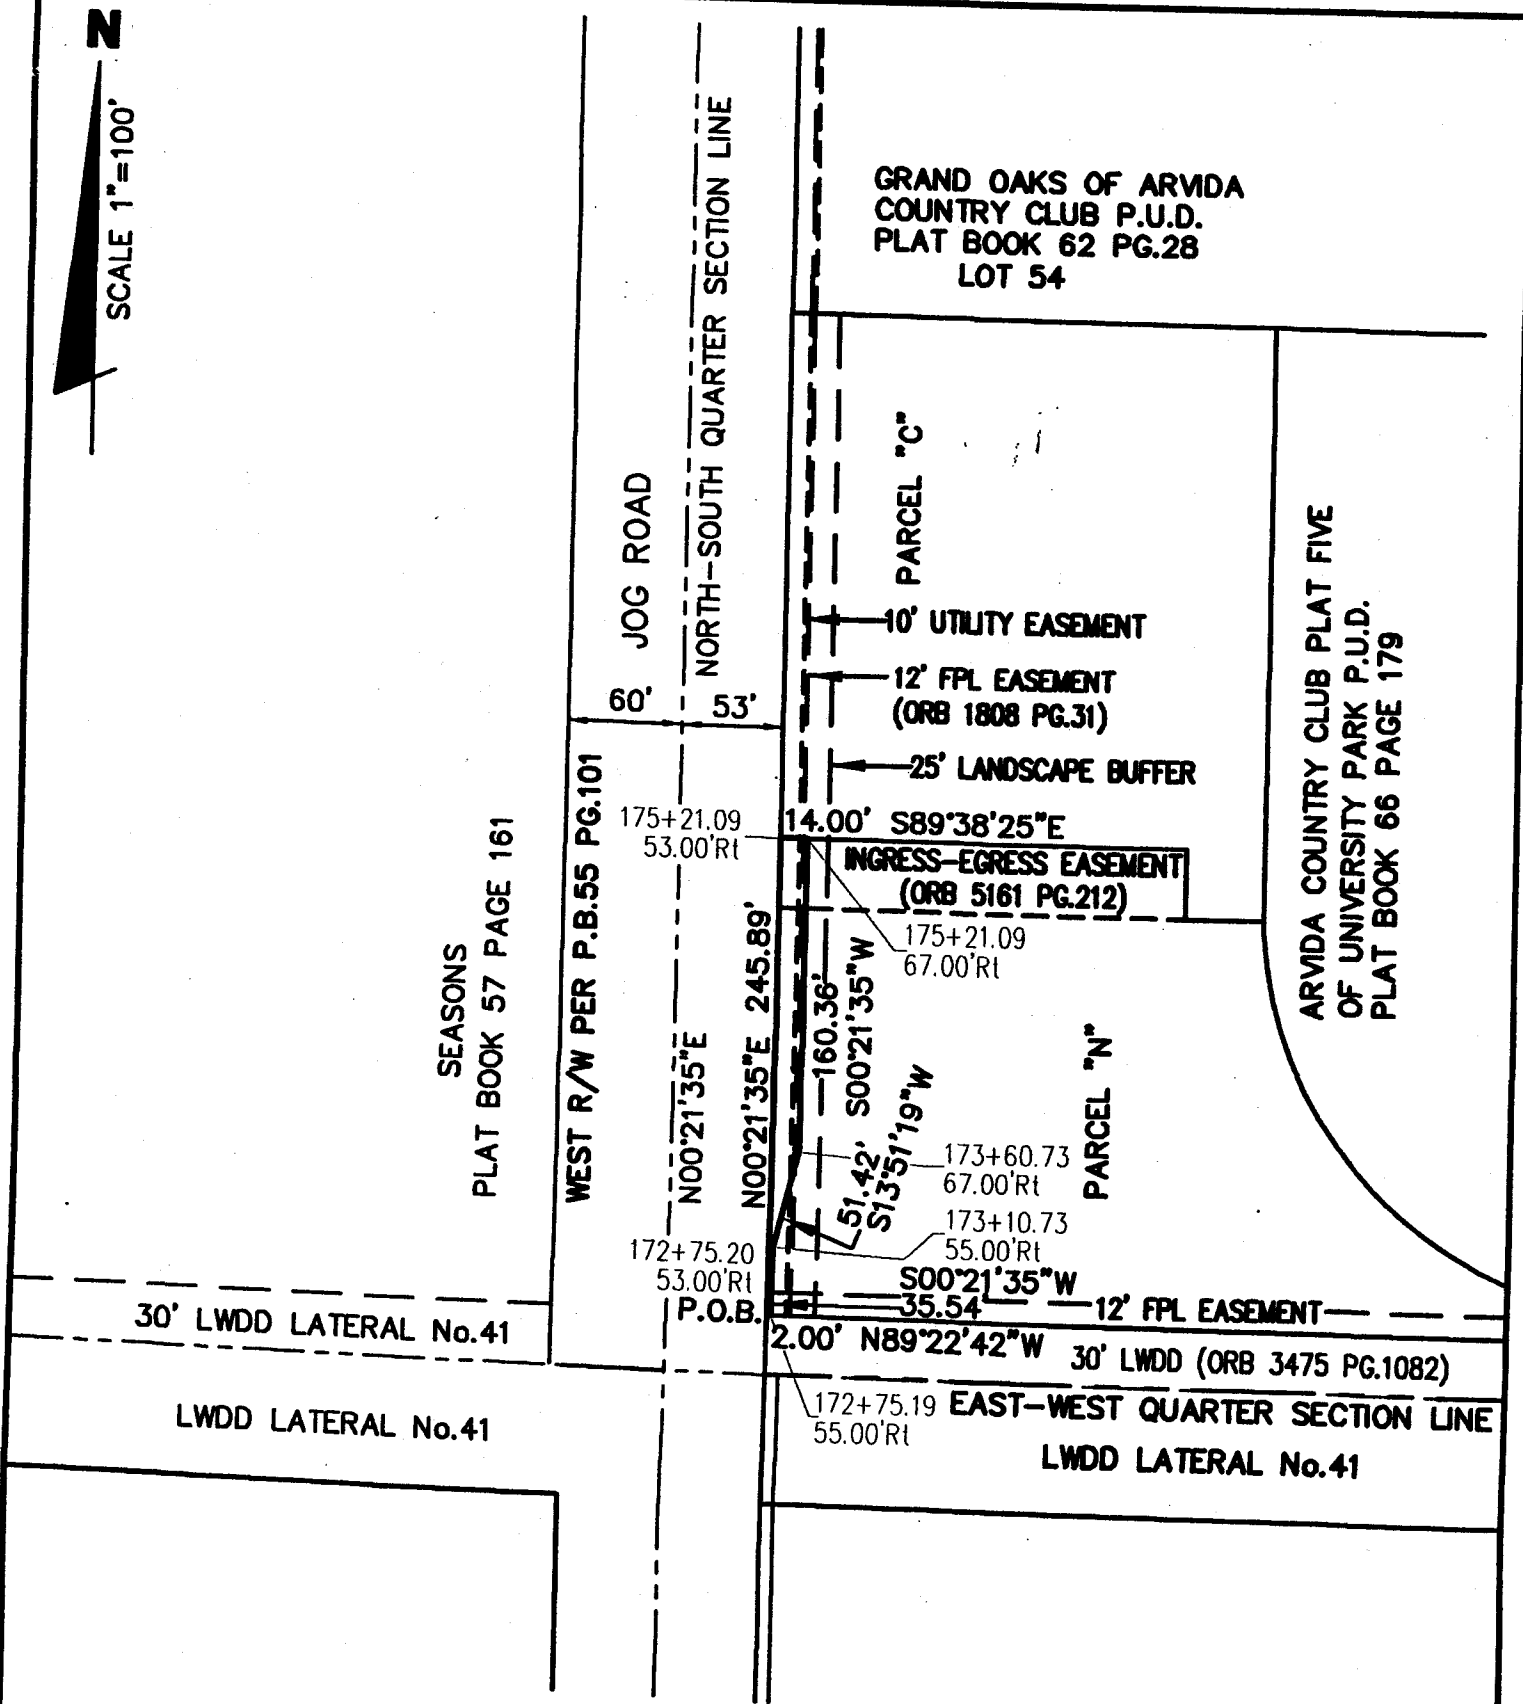 N
SCALE 1"=100'
NORTH-SOUTH QUARTER SECTION LINE
GRAND OAKS OF ARVIDA
COUNTRY CLUB P.U.D.
PLAT BOOK 62 PG.28
LOT 54
JOG ROAD
PARCEL "C"
10' UTILITY EASEMENT
12' FPL EASEMENT
(ORB 1808 PG.31)
60'
53'
25' LANDSCAPE BUFFER
ARVIDA COUNTRY CLUB PLAT FIVE
OF UNIVERSITY PARK P.U.D.
PLAT BOOK 66 PAGE 179
175+21.09
53.00'Rt
14.00' S89°38'25"E
INGRESS-EGRESS EASEMENT
(ORB 5161 PG.212)
175+21.09
67.00'Rt
SEASONS
PLAT BOOK 57 PAGE 161
WEST R/W PER P.B.55 PG.101
N00°21'35"E
N00°21'35"E 245.89'
160.36'
S00°21'35"W
51.42'
S13°51'19"W
PARCEL "N"
173+60.73
67.00'Rt
173+10.73
55.00'Rt
172+75.20
53.00'Rt
P.O.B.
S00°21'35"W
35.54'
12' FPL EASEMENT
30' LWDD LATERAL No.41
2.00' N89°22'42"W
30' LWDD (ORB 3475 PG.1082)
172+75.19
55.00'Rt
EAST-WEST QUARTER SECTION LINE
LWDD LATERAL No.41
LWDD LATERAL No.41